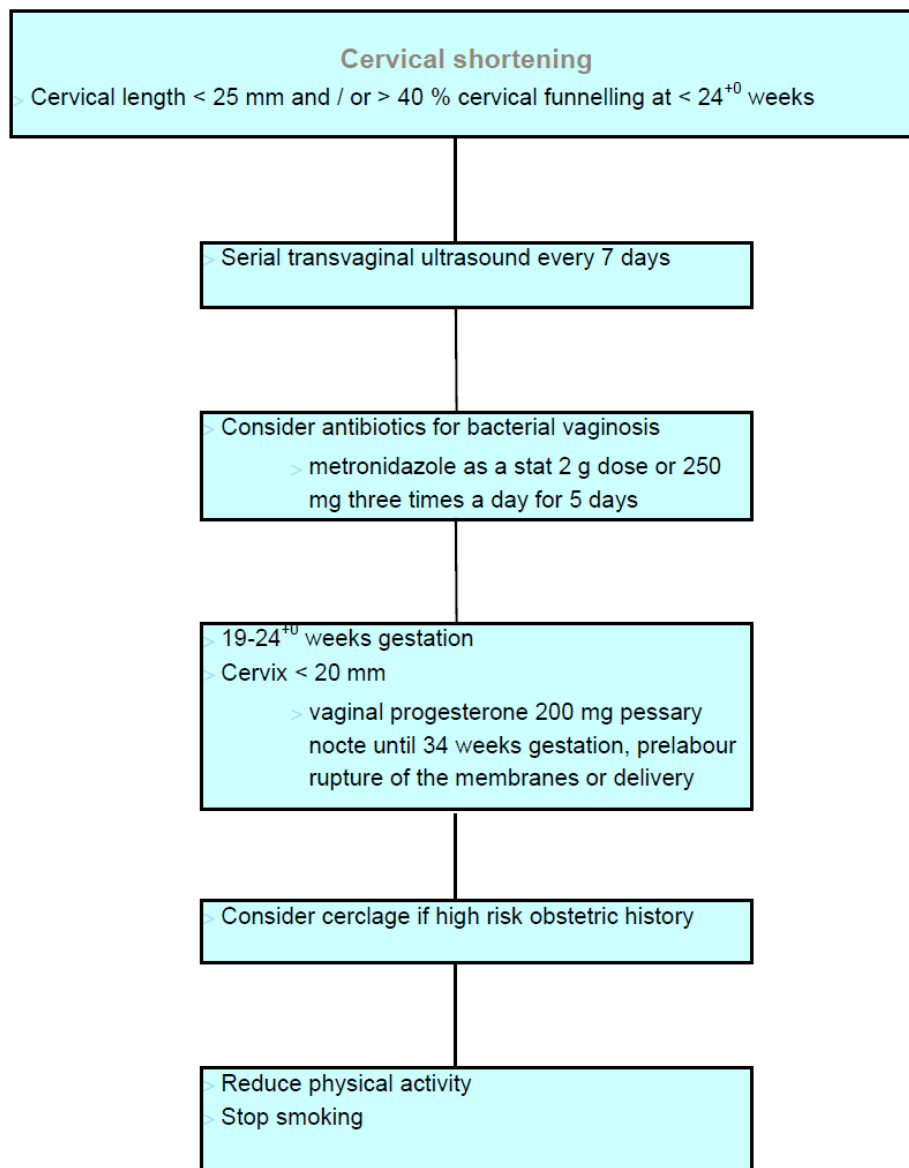 Cervical shortening
> Cervical length < 25 mm and / or > 40 % cervical funnelling at < 24⁺⁰ weeks
> Serial transvaginal ultrasound every 7 days
> Consider antibiotics for bacterial vaginosis
> metronidazole as a stat 2 g dose or 250
mg three times a day for 5 days
> 19-24⁺⁰ weeks gestation
> Cervix < 20 mm
> vaginal progesterone 200 mg pessary
nocte until 34 weeks gestation, prelabour
rupture of the membranes or delivery
> Consider cerclage if high risk obstetric history
> Reduce physical activity
> Stop smoking